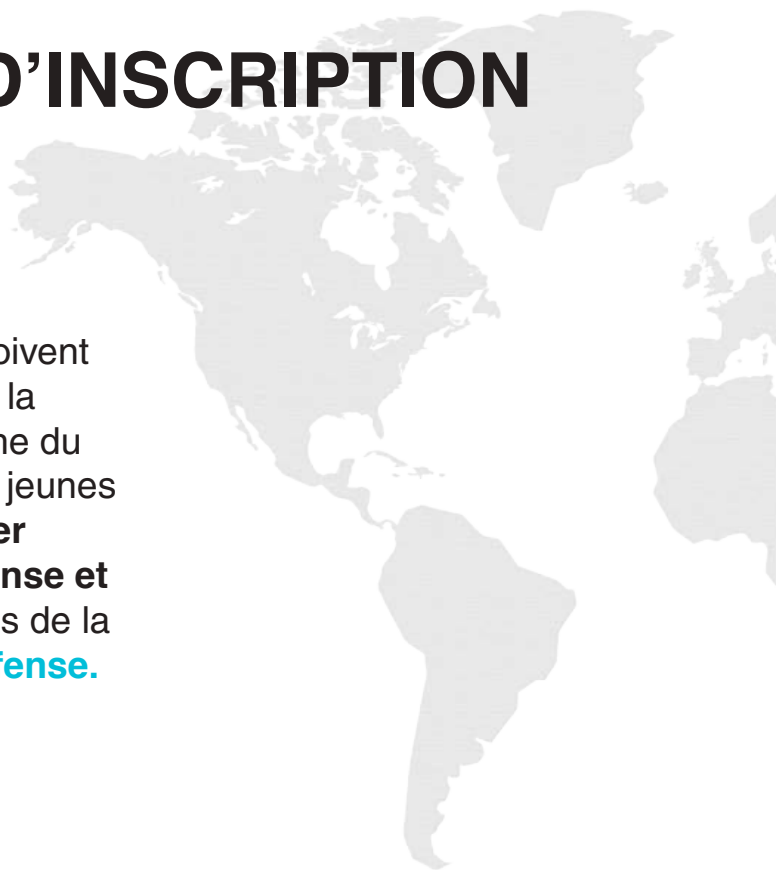 D’INSCRIPTION
oivent
la
ne du
jeunes
er
nse et
s de la
fense.